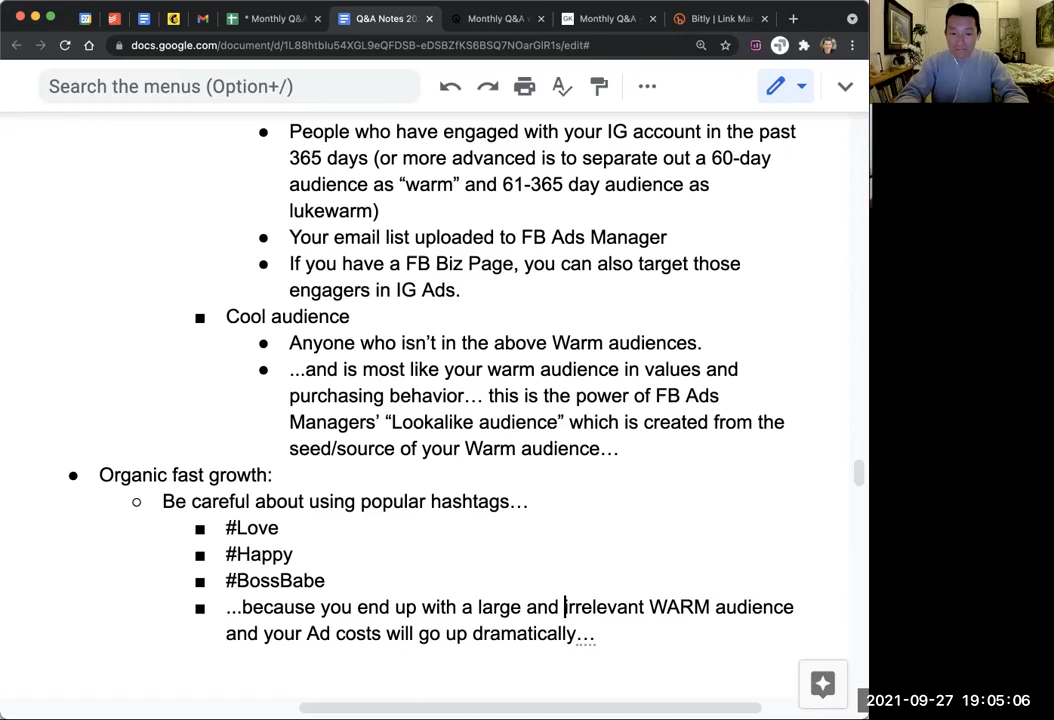 * Monthly Q&A
Q&A Notes 20
Monthly Q&A
GK
Monthly Q&A
Bitly | Link Man
docs.google.com/document/d/1L88htblu54XGL9eQFDSB-eDSBZfKS6BSQ7NOarGlR1s/edit#
Search the menus (Option+/)
● People who have engaged with your IG account in the past
365 days (or more advanced is to separate out a 60-day
audience as “warm” and 61-365 day audience as
lukewarm)
● Your email list uploaded to FB Ads Manager
● If you have a FB Biz Page, you can also target those
engagers in IG Ads.
■ Cool audience
● Anyone who isn’t in the above Warm audiences.
● ...and is most like your warm audience in values and
purchasing behavior… this is the power of FB Ads
Managers’ “Lookalike audience” which is created from the
seed/source of your Warm audience…
● Organic fast growth:
○ Be careful about using popular hashtags…
■ #Love
■ #Happy
■ #BossBabe
■ ...because you end up with a large and irrelevant WARM audience
and your Ad costs will go up dramatically…
2021-09-27 19:05:06